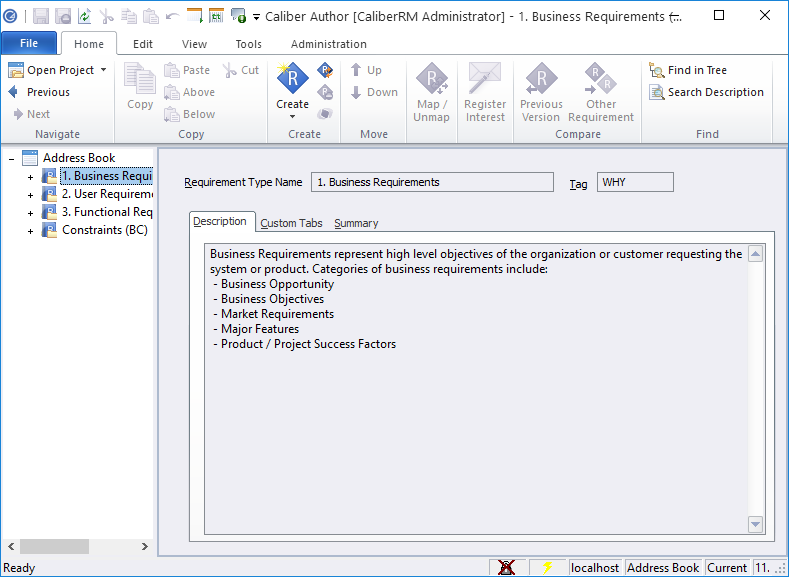 Caliber Author [CaliberRM Administrator] - 1. Business Requirements (
File Home Edit View Tools Administration
Open Project
Previous
Next
Navigate
Copy
Paste
Above
Below
Cut
Copy
Create
Create
Up
Down
Move
Map /
Unmap
Register
Interest
Previous
Version
Other
Requirement
Compare
Find in Tree
Search Description
Find
Address Book
1. Business Requi
2. User Requirem
3. Functional Req
Constraints (BC)
Requirement Type Name 1. Business Requirements Tag WHY
Description Custom Tabs Summary
Business Requirements represent high level objectives of the organization or customer requesting the
system or product. Categories of business requirements include:
- Business Opportunity
- Business Objectives
- Market Requirements
- Major Features
- Product / Project Success Factors
Ready localhost Address Book Current 11.